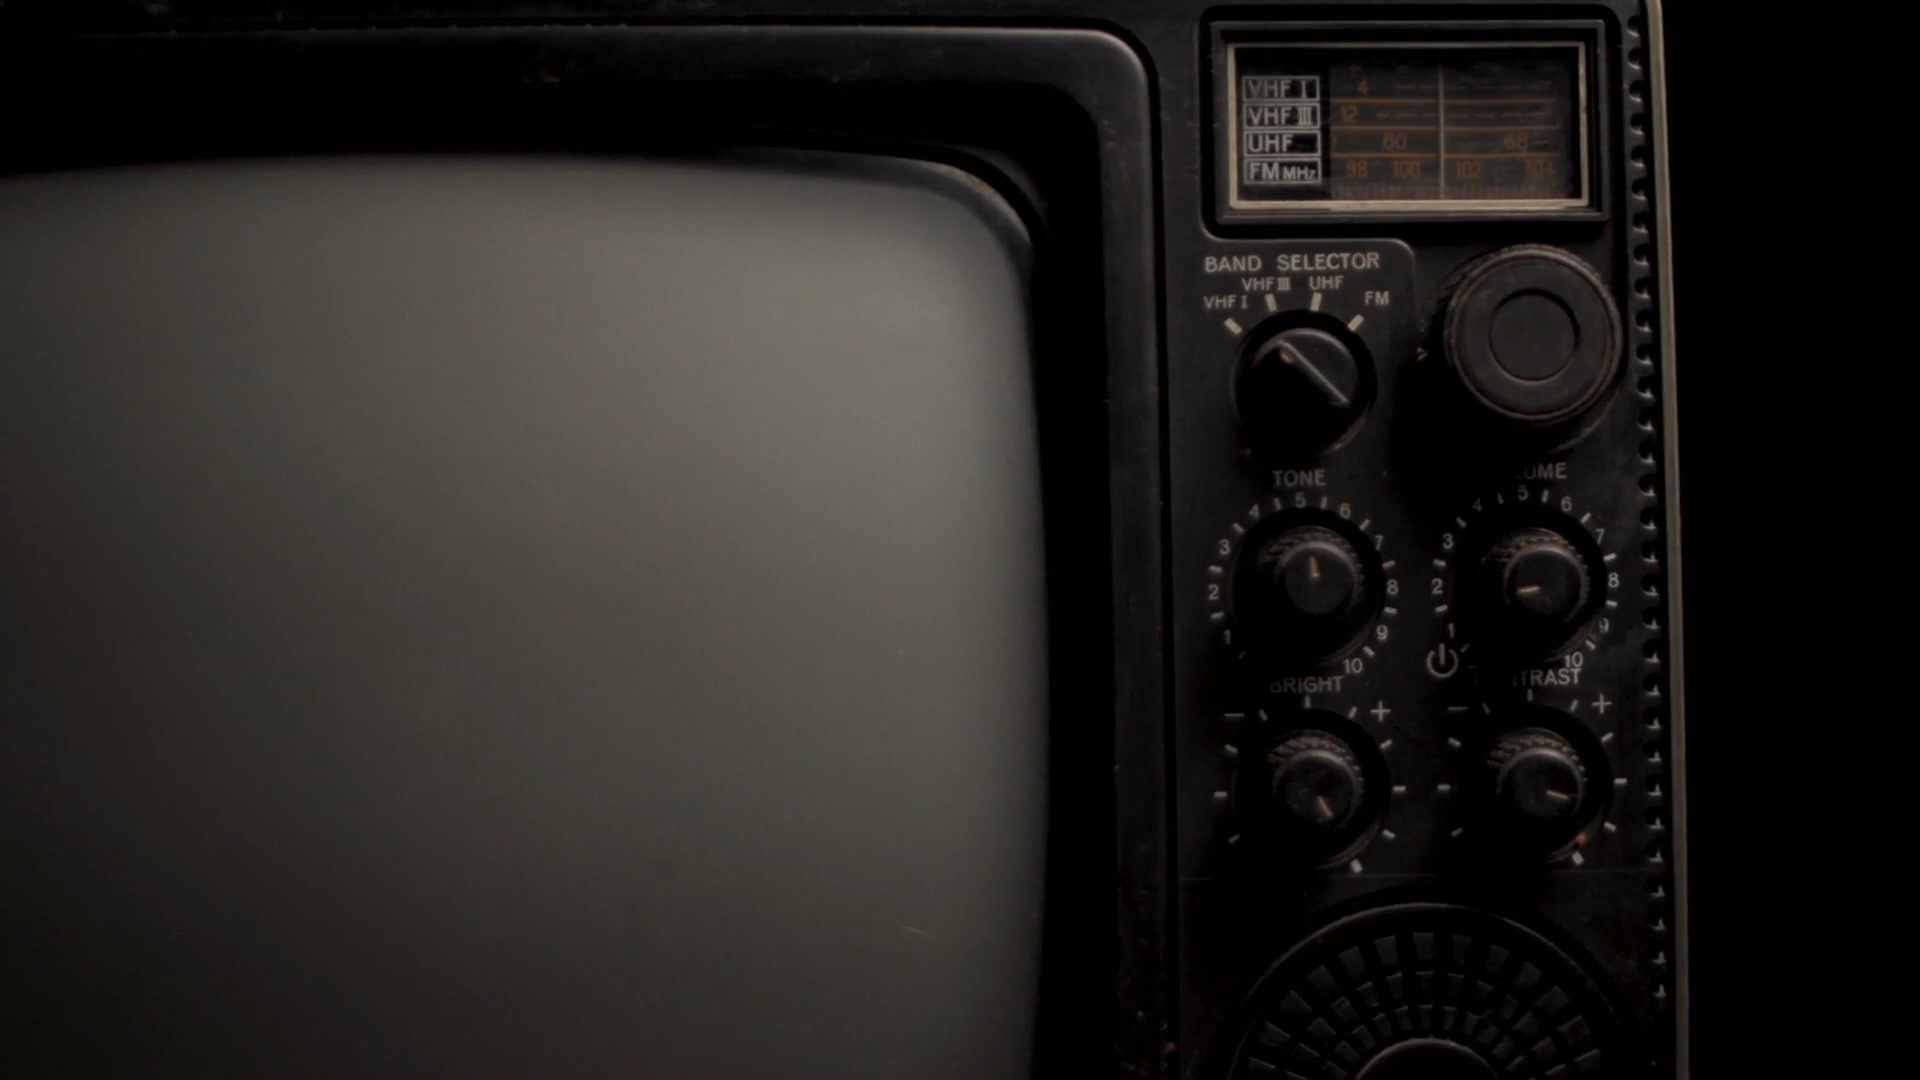 VHF I 4
VHF III 12
UHF 60 68
FM MHz 98 100 102 104
BAND SELECTOR
VHF I VHF III UHF FM
TONE
1 2 3 4 5 6 7 8 9 10
1 2 3 4 5 6 7 8 9 10
BRIGHT
− +
− +